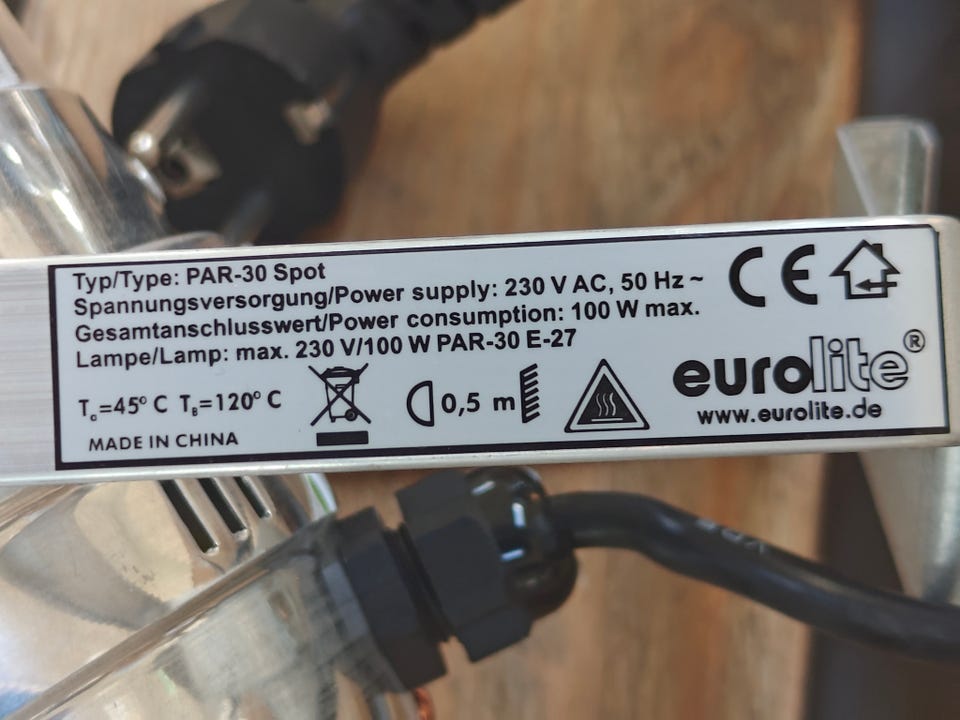 Typ/Type: PAR-30 Spot
Spannungsversorgung/Power supply: 230 V AC, 50 Hz ~
Gesamtanschlusswert/Power consumption: 100 W max.
Lampe/Lamp: max. 230 V/100 W PAR-30 E-27
Ta=45° C TB=120° C
0,5 m
MADE IN CHINA
CE
eurolite®
www.eurolite.de